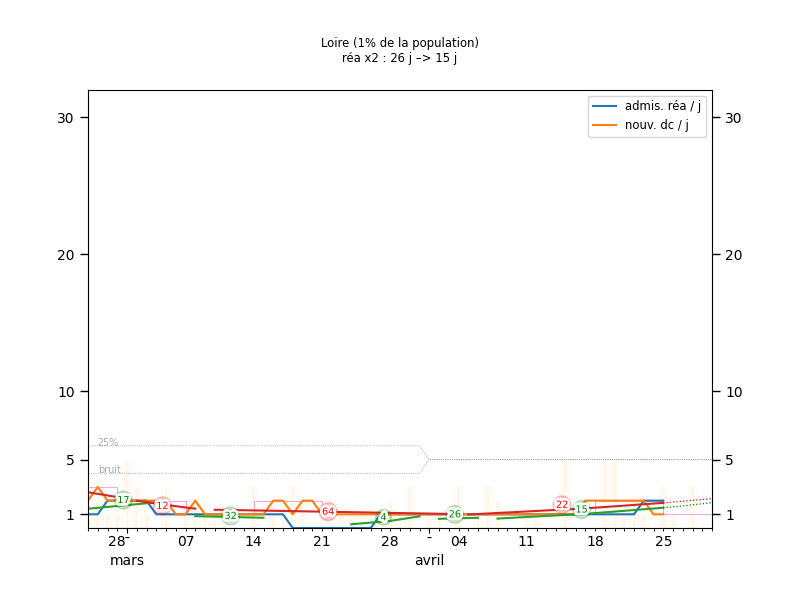 Loire (1% de la population)
réa x2 : 26 j –> 15 j
admis. réa / j
nouv. dc / j
30
30
20
20
10
10
25%
5
5
bruit
17
12
32
64
4
26
22
15
1
1
28 07 14 21 28 04 11 18 25
mars avril